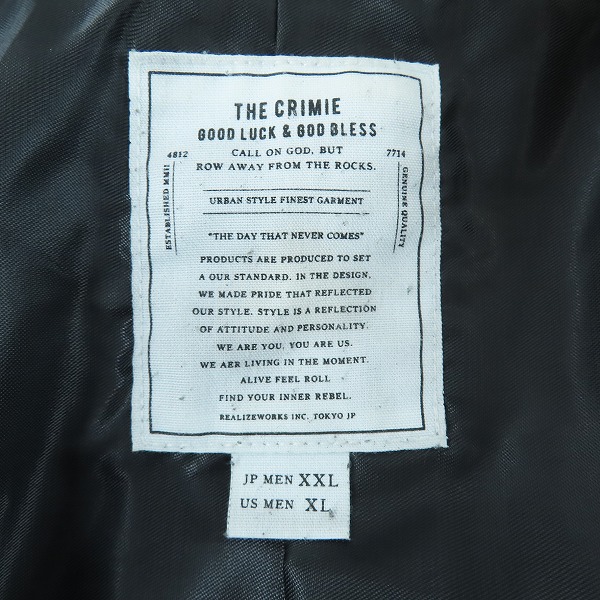 THE CRIMIE
GOOD LUCK & GOD BLESS
4812
CALL ON GOD, BUT
7714
ROW AWAY FROM THE ROCKS.
ESTABLISHED MMII
GENUINE QUALITY
URBAN STYLE FINEST GARMENT
"THE DAY THAT NEVER COMES"
PRODUCTS ARE PRODUCED TO SET
A OUR STANDARD. IN THE DESIGN,
WE MADE PRIDE THAT REFLECTED
OUR STYLE. STYLE IS A REFLECTION
OF ATTITUDE AND PERSONALITY.
WE ARE YOU. YOU ARE US.
WE AER LIVING IN THE MOMENT.
ALIVE FEEL ROLL
FIND YOUR INNER REBEL.
REALIZEWORKS INC. TOKYO JP
JP MEN XXL
US MEN XL